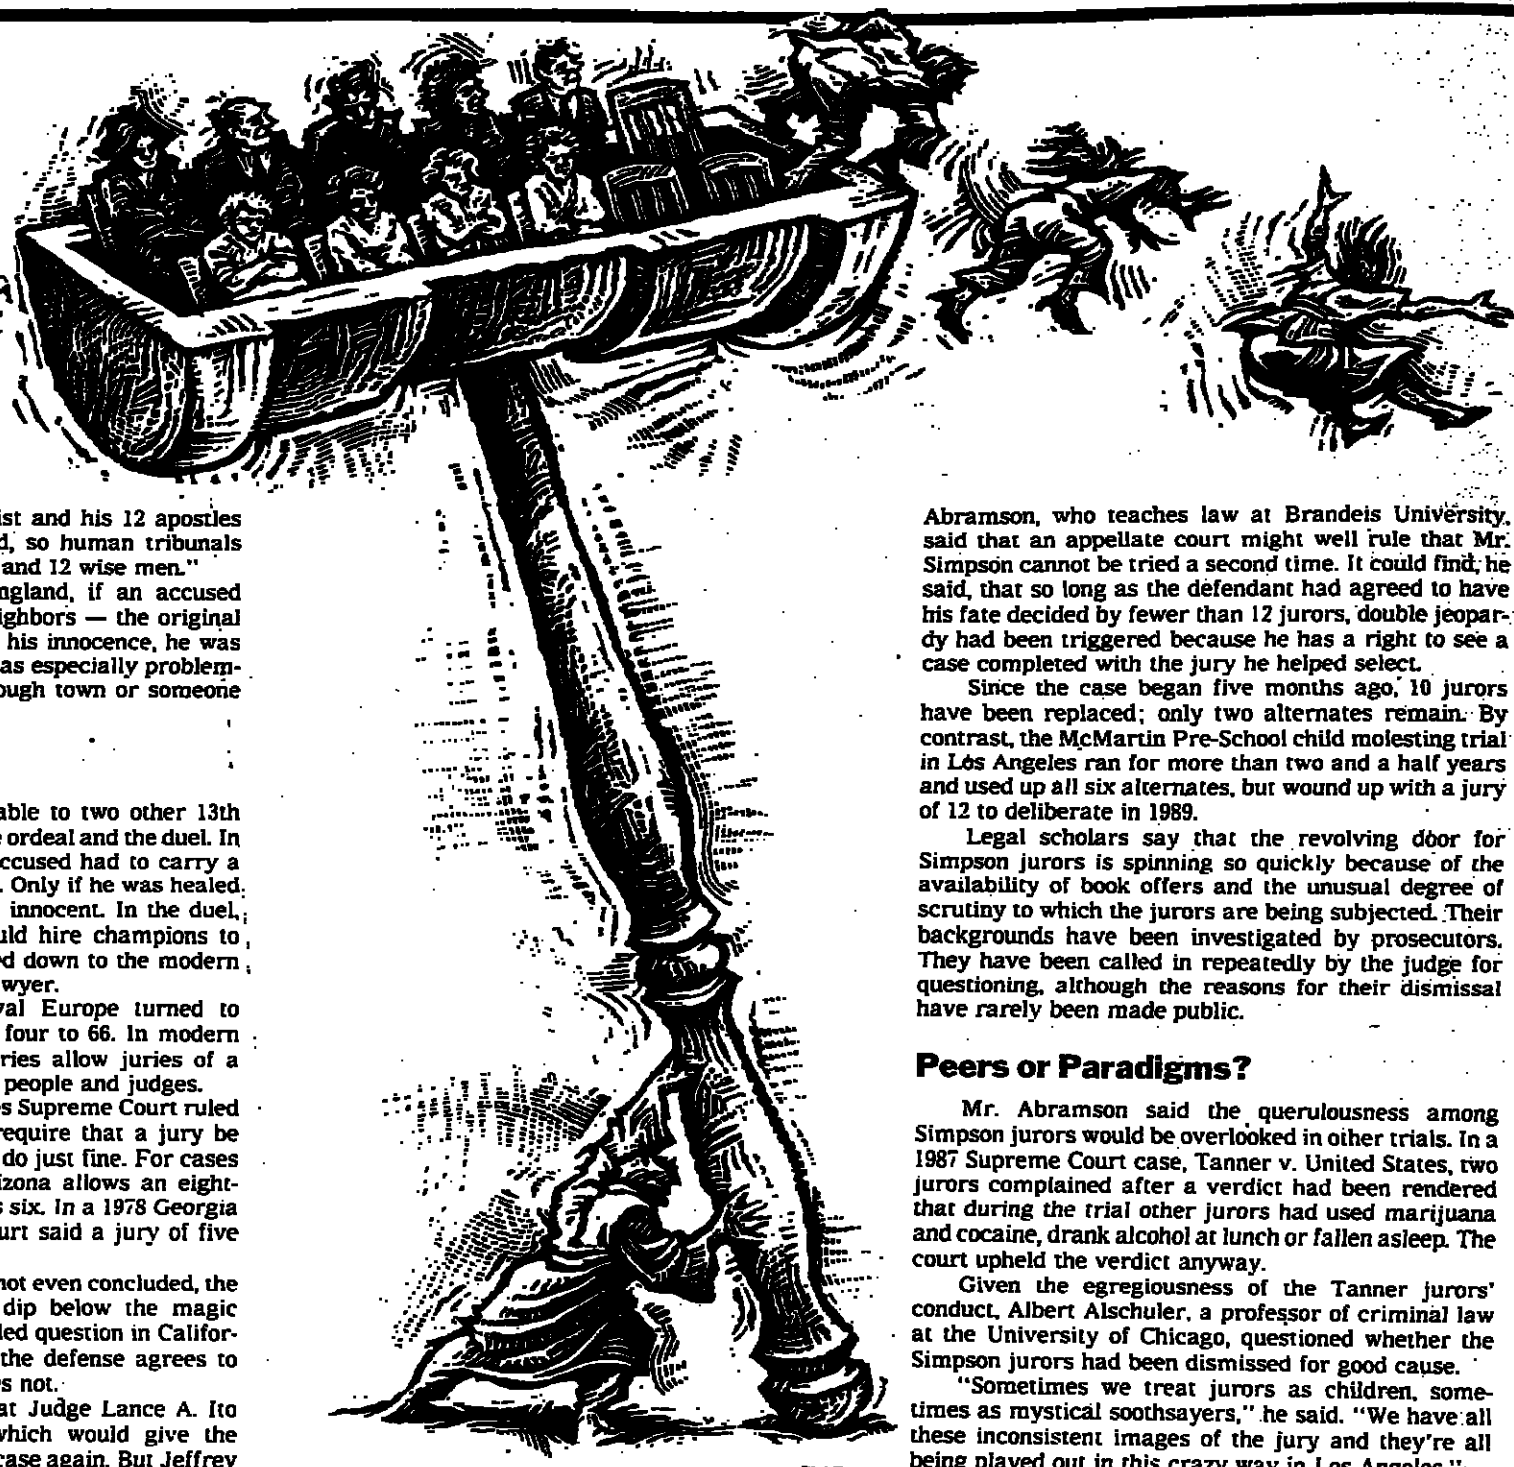 ist and his 12 apostles
d, so human tribunals
and 12 wise men."
ngland, if an accused
ighbors — the original
his innocence, he was
as especially problem-
ough town or someone
able to two other 13th
e ordeal and the duel. In
accused had to carry a
. Only if he was healed
innocent. In the duel,
uld hire champions to
ed down to the modern
wyer.
val Europe turned to
four to 66. In modern
ries allow juries of a
people and judges.
es Supreme Court ruled
require that a jury be
do just fine. For cases
izona allows an eight-
s six. In a 1978 Georgia
urt said a jury of five
not even concluded, the
dip below the magic
led question in Califor-
the defense agrees to
s not.
at Judge Lance A. Ito
which would give the
case again. But Jeffrey
Abramson, who teaches law at Brandeis University,
said that an appellate court might well rule that Mr.
Simpson cannot be tried a second time. It could find, he
said, that so long as the defendant had agreed to have
his fate decided by fewer than 12 jurors, double jeopar-
dy had been triggered because he has a right to see a
case completed with the jury he helped select.
Since the case began five months ago, 10 jurors
have been replaced; only two alternates remain. By
contrast, the McMartin Pre-School child molesting trial
in Los Angeles ran for more than two and a half years
and used up all six alternates, but wound up with a jury
of 12 to deliberate in 1989.
Legal scholars say that the revolving door for
Simpson jurors is spinning so quickly because of the
availability of book offers and the unusual degree of
scrutiny to which the jurors are being subjected. Their
backgrounds have been investigated by prosecutors.
They have been called in repeatedly by the judge for
questioning, although the reasons for their dismissal
have rarely been made public.
Peers or Paradigms?
Mr. Abramson said the querulousness among
Simpson jurors would be overlooked in other trials. In a
1987 Supreme Court case, Tanner v. United States, two
jurors complained after a verdict had been rendered
that during the trial other jurors had used marijuana
and cocaine, drank alcohol at lunch or fallen asleep. The
court upheld the verdict anyway.
Given the egregiousness of the Tanner jurors'
conduct, Albert Alschuler, a professor of criminal law
at the University of Chicago, questioned whether the
Simpson jurors had been dismissed for good cause.
"Sometimes we treat jurors as children, some-
times as mystical soothsayers," he said. "We have all
these inconsistent images of the jury and they're all
being played out in this crazy way in Los Angeles."